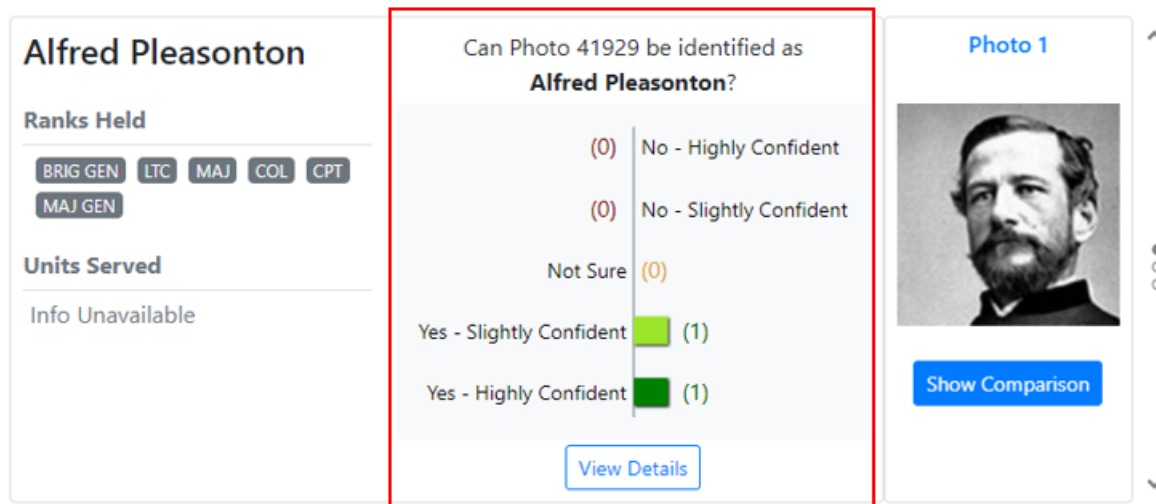 Alfred Pleasonton
Ranks Held
BRIG GEN LTC MAJ COL CPT
MAJ GEN
Units Served
Info Unavailable
Can Photo 41929 be identified as
Alfred Pleasonton?
(0) No - Highly Confident
(0) No - Slightly Confident
Not Sure (0)
Yes - Slightly Confident (1)
Yes - Highly Confident (1)
View Details
Photo 1
Show Comparison